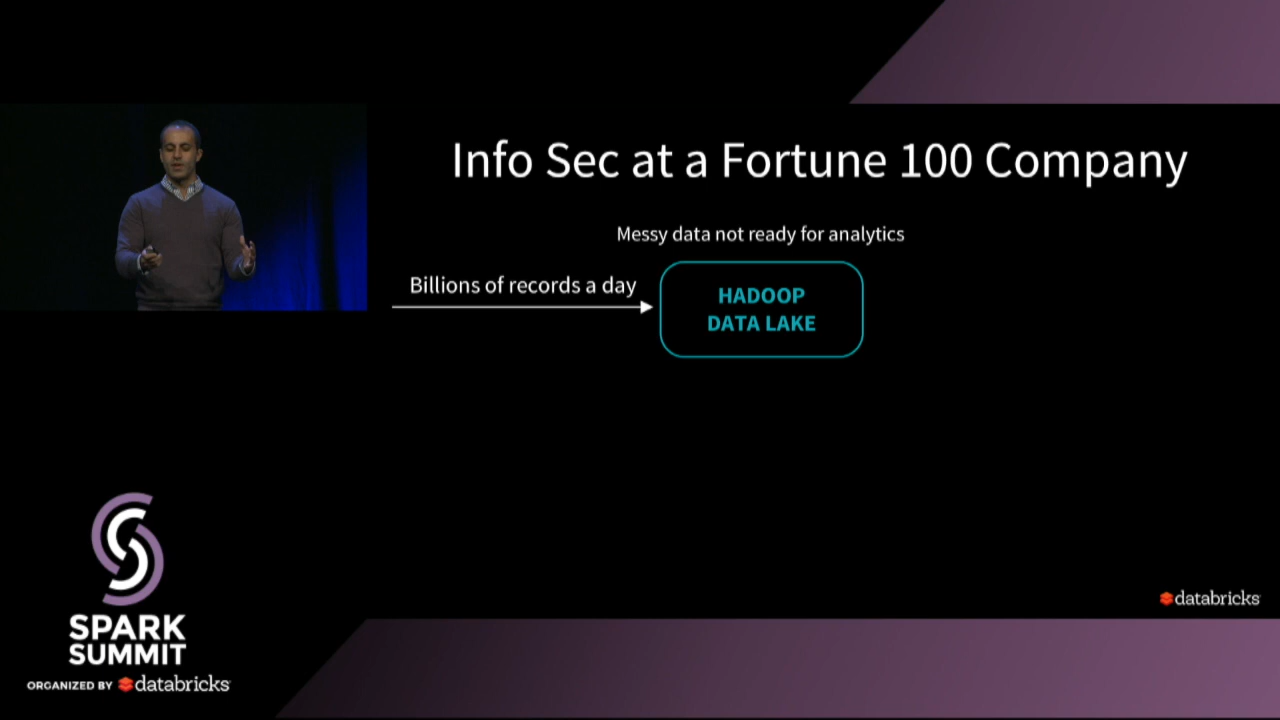 Info Sec at a Fortune 100 Company
Messy data not ready for analytics
Billions of records a day
HADOOP
DATA LAKE
databricks
SPARK
SUMMIT
ORGANIZED BY databricks